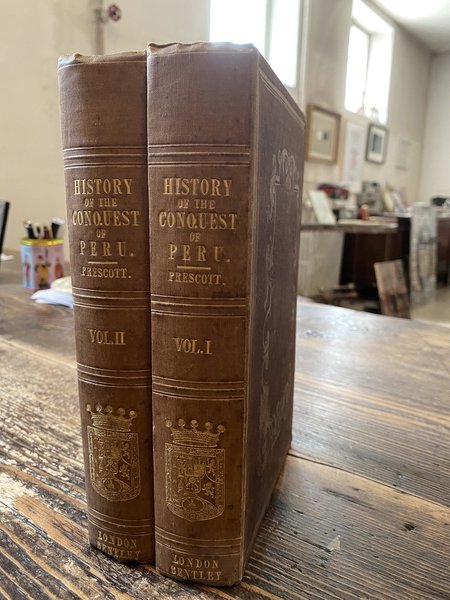 HISTORY
OF THE
CONQUEST
OF
PERU.
PRESCOTT.
VOL. II
LONDON
BENTLEY
HISTORY
OF THE
CONQUEST
OF
PERU.
PRESCOTT.
VOL. I
LONDON
BENTLEY